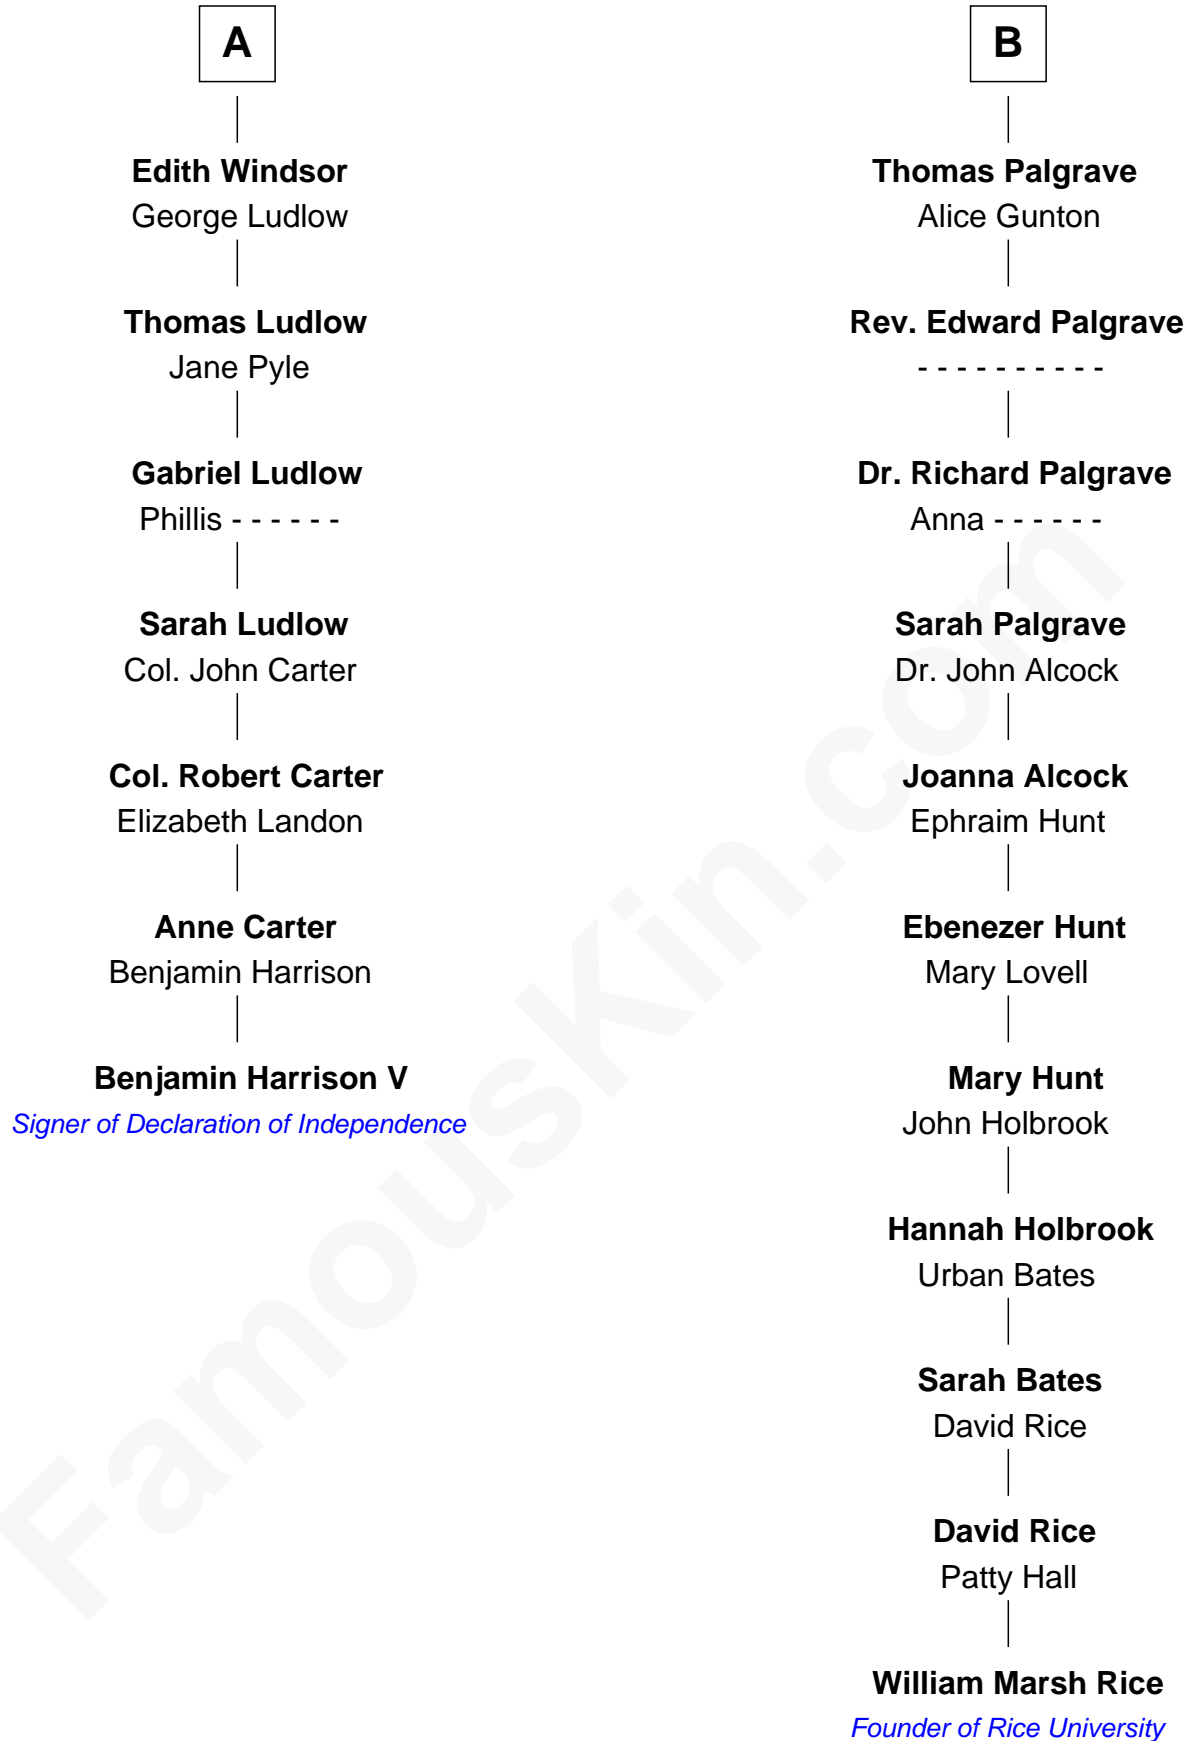 A
Edith Windsor
George Ludlow
Thomas Ludlow
Jane Pyle
Gabriel Ludlow
Phillis - - - - - -
Sarah Ludlow
Col. John Carter
Col. Robert Carter
Elizabeth Landon
Anne Carter
Benjamin Harrison
Benjamin Harrison V
Signer of Declaration of Independence
B
Thomas Palgrave
Alice Gunton
Rev. Edward Palgrave
- - - - - - - - - -
Dr. Richard Palgrave
Anna - - - - - -
Sarah Palgrave
Dr. John Alcock
Joanna Alcock
Ephraim Hunt
Ebenezer Hunt
Mary Lovell
Mary Hunt
John Holbrook
Hannah Holbrook
Urban Bates
Sarah Bates
David Rice
David Rice
Patty Hall
William Marsh Rice
Founder of Rice University
FamousKin.com